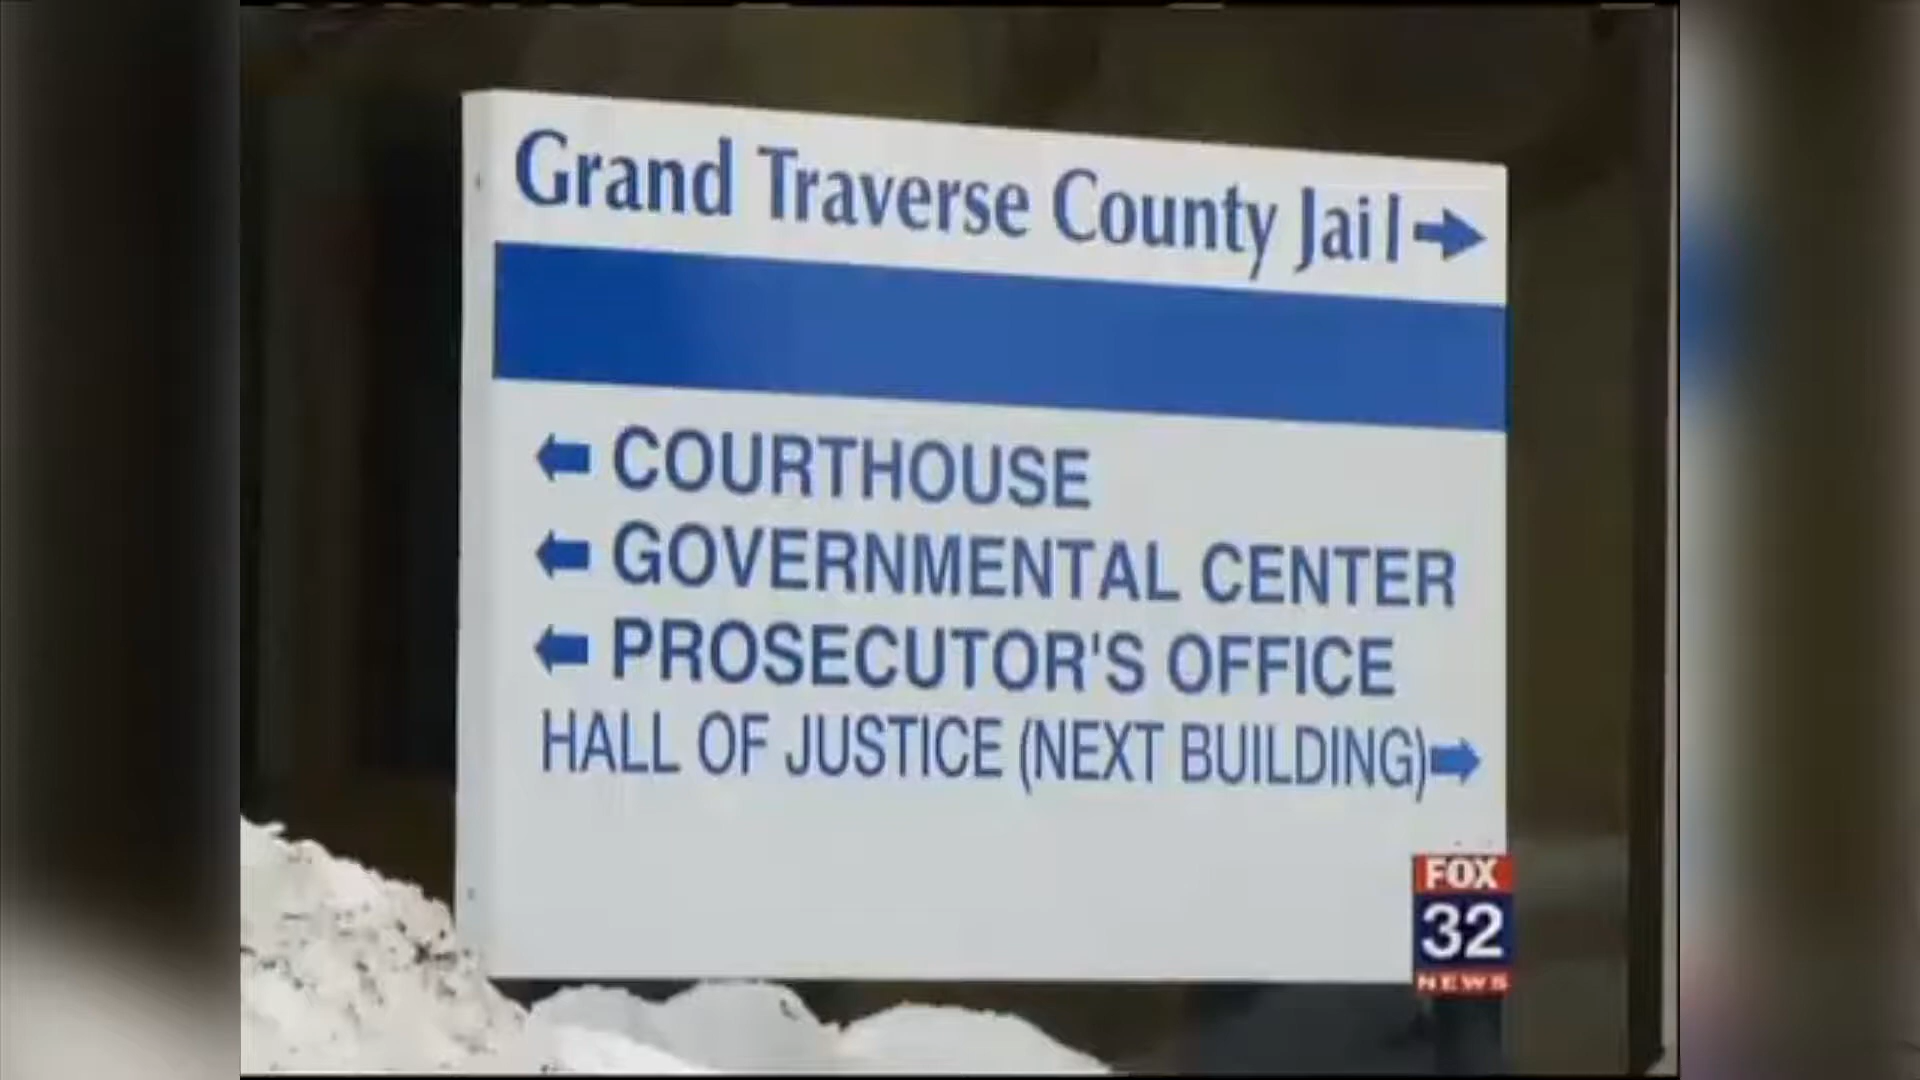 Grand Traverse County Jail
COURTHOUSE
GOVERNMENTAL CENTER
PROSECUTOR'S OFFICE
HALL OF JUSTICE (NEXT BUILDING)
FOX
32
NEWS